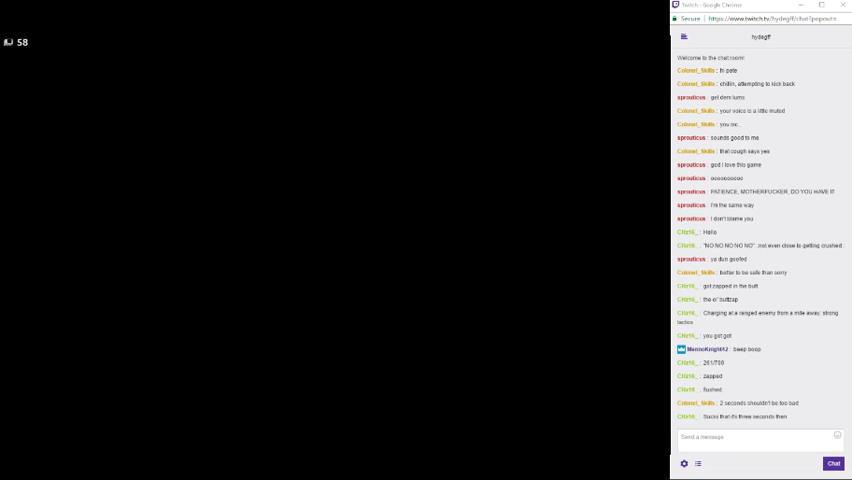 Twitch - Google Chrome
58
Secure https://www.twitch.tv/hydegff/chat?popout=
hydegff
Welcome to the chat room!
Colonel_Skills : hi pete
Colonel_Skills : chillin, attempting to kick back
sprouticus : get dem lums
Colonel_Skills : your voice is a little muted
Colonel_Skills : you mc..
sprouticus : sounds good to me
Colonel_Skills : that cough says yes
sprouticus : god I love this game
sprouticus : oooooooooo
sprouticus : PATIENCE, MOTHERFUCKER, DO YOU HAVE IT
sprouticus : I'm the same way
sprouticus : I don't blame you
: Hello
: "NO NO NO NO NO" :not even close to getting crushed:
sprouticus : ya dun goofed
Colonel_Skills : better to be safe than sorry
: got zapped in the butt
: the ol' buttzap
: Charging at a ranged enemy from a mile away: strong
tactics
: you got got
MennoKnight42 : beep boop
: 261/700
: zapped
: flushed
Colonel_Skills : 2 seconds shouldn't be too bad
: Sucks that it's three seconds then
Send a message
Chat